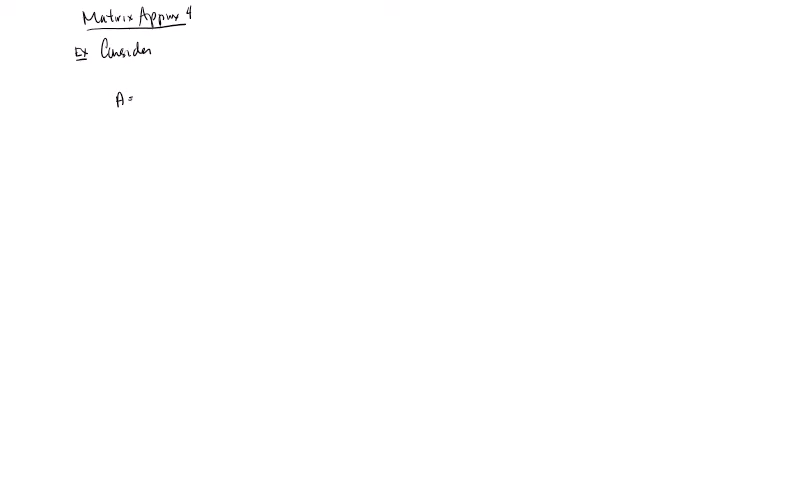 Matrix Approx 4
Ex Consider
A =